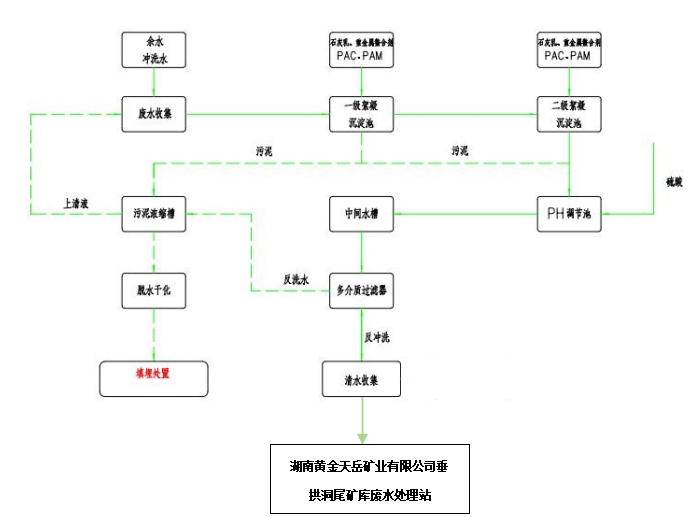 余水
冲洗水
石灰乳、重金属螯合剂
PAC、PAM
石灰乳、重金属螯合剂
PAC、PAM
废水收集
一级絮凝
沉淀池
二级絮凝
沉淀池
污泥
污泥
硫酸
上清液
污泥浓缩槽
中间水槽
PH调节池
反洗水
脱水干化
多介质过滤器
反冲洗
填埋处置
清水收集
湖南黄金天岳矿业有限公司垂
拱洞尾矿库废水处理站